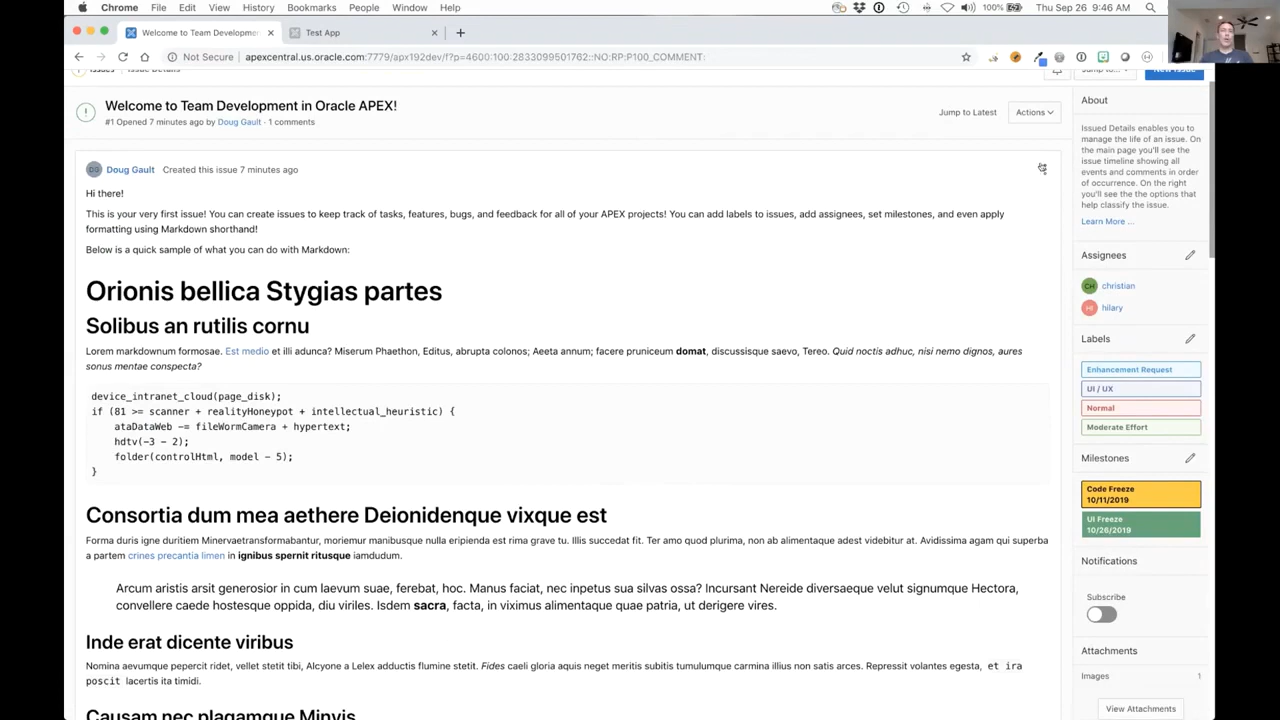 Chrome File Edit View History Bookmarks People Window Help
100% Thu Sep 26 9:46 AM
Welcome to Team Developmen
Test App
Not Secure apexcentral.us.oracle.com:7779/apx192dev/f?p=4600:100:2833099501762::NO:RP:P100_COMMENT:
Issues Issue Details
Jump to... New Issue
Welcome to Team Development in Oracle APEX!
#1 Opened 7 minutes ago by Doug Gault · 1 comments
Jump to Latest
Actions
DG Doug Gault Created this issue 7 minutes ago
Hi there!
This is your very first issue! You can create issues to keep track of tasks, features, bugs, and feedback for all of your APEX projects! You can add labels to issues, add assignees, set milestones, and even apply
formatting using Markdown shorthand!
Below is a quick sample of what you can do with Markdown:
Orionis bellica Stygias partes
Solibus an rutilis cornu
Lorem markdownum formosae. Est medio et illi adunca? Miserum Phaethon, Editus, abrupta colonos; Aeeta annum; facere pruniceum domat, discussisque saevo, Tereo. Quid noctis adhuc, nisi nemo dignos, aures
sonus mentae conspecta?
device_intranet_cloud(page_disk);
if (81 >= scanner + realityHoneypot + intellectual_heuristic) {
ataDataWeb -= fileWormCamera + hypertext;
hdtv(-3 - 2);
folder(controlHtml, model - 5);
}
Consortia dum mea aethere Deionidenque vixque est
Forma duris igne duritiem Minervaetransformabantur, moriemur manibusque nulla eripienda est rima grave tu. Illis succedat fit. Ter amo quod plurima, non ab alimentaque adest videbitur at. Avidissima agam qui superba
a partem crines precantia limen in ignibus spernit ritusque iamdudum.
Arcum aristis arsit generosior in cum laevum suae, ferebat, hoc. Manus faciat, nec inpetus sua silvas ossa? Incursant Nereide diversaeque velut signumque Hectora,
convellere caede hostesque oppida, diu viriles. Isdem sacra, facta, in viximus alimentaque quae patria, ut derigere vires.
Inde erat dicente viribus
Nomina aevumque pepercit ridet, vellet stetit tibi, Alcyone a Lelex adductis flumine stetit. Fides caeli gloria aquis neget meritis subitis tumulumque carmina illius non satis arces. Repressit volantes egesta, et ira
poscit lacertis ita timidi.
Causam nec plagamque Minyis
About
Issued Details enables you to
manage the life of an issue. On
the main page you'll see the
issue timeline showing all
events and comments in order
of occurrence. On the right
you'll see the the options that
help classify the issue.
Learn More ...
Assignees
CH christian
HI hilary
Labels
Enhancement Request
UI / UX
Normal
Moderate Effort
Milestones
Code Freeze
10/11/2019
UI Freeze
10/26/2019
Notifications
Subscribe
Attachments
Images 1
View Attachments